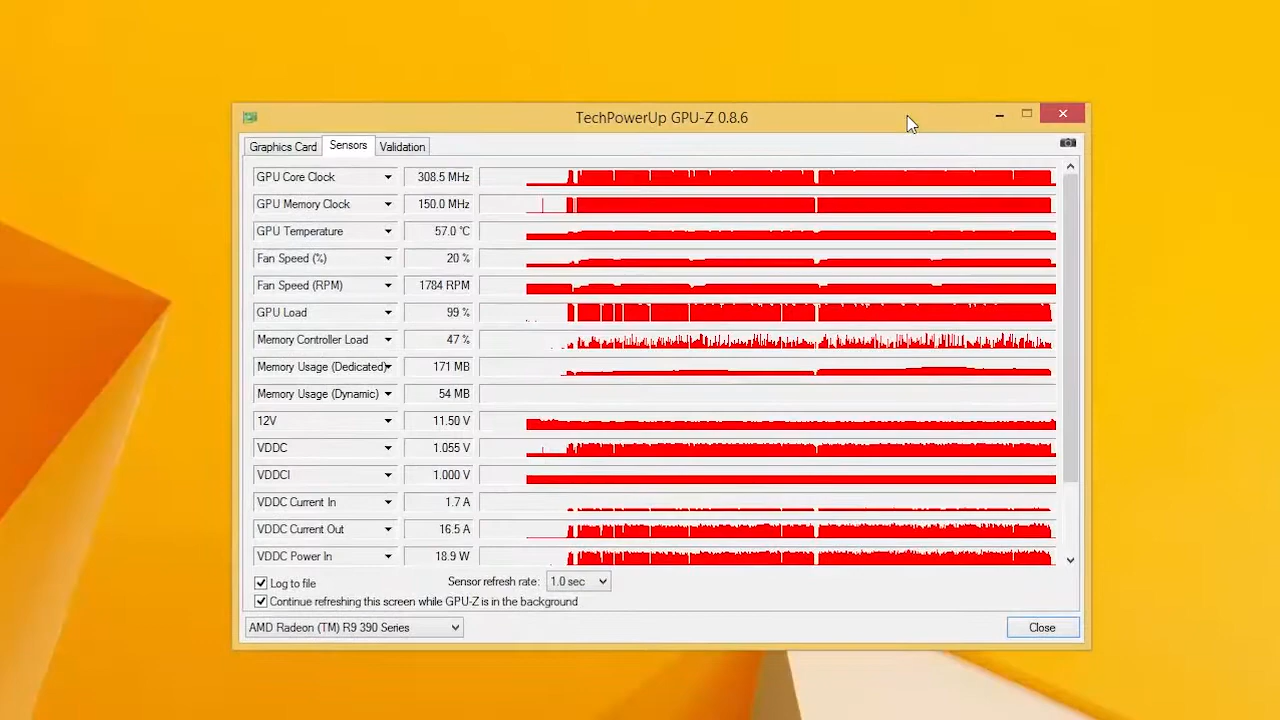 TechPowerUp GPU-Z 0.8.6
Graphics Card Sensors Validation
GPU Core Clock 308.5 MHz
GPU Memory Clock 150.0 MHz
GPU Temperature 57.0 °C
Fan Speed (%) 20 %
Fan Speed (RPM) 1784 RPM
GPU Load 99 %
Memory Controller Load 47 %
Memory Usage (Dedicated) 171 MB
Memory Usage (Dynamic) 54 MB
12V 11.50 V
VDDC 1.055 V
VDDCI 1.000 V
VDDC Current In 1.7 A
VDDC Current Out 16.5 A
VDDC Power In 18.9 W
Log to file Sensor refresh rate: 1.0 sec
Continue refreshing this screen while GPU-Z is in the background
AMD Radeon (TM) R9 390 Series Close